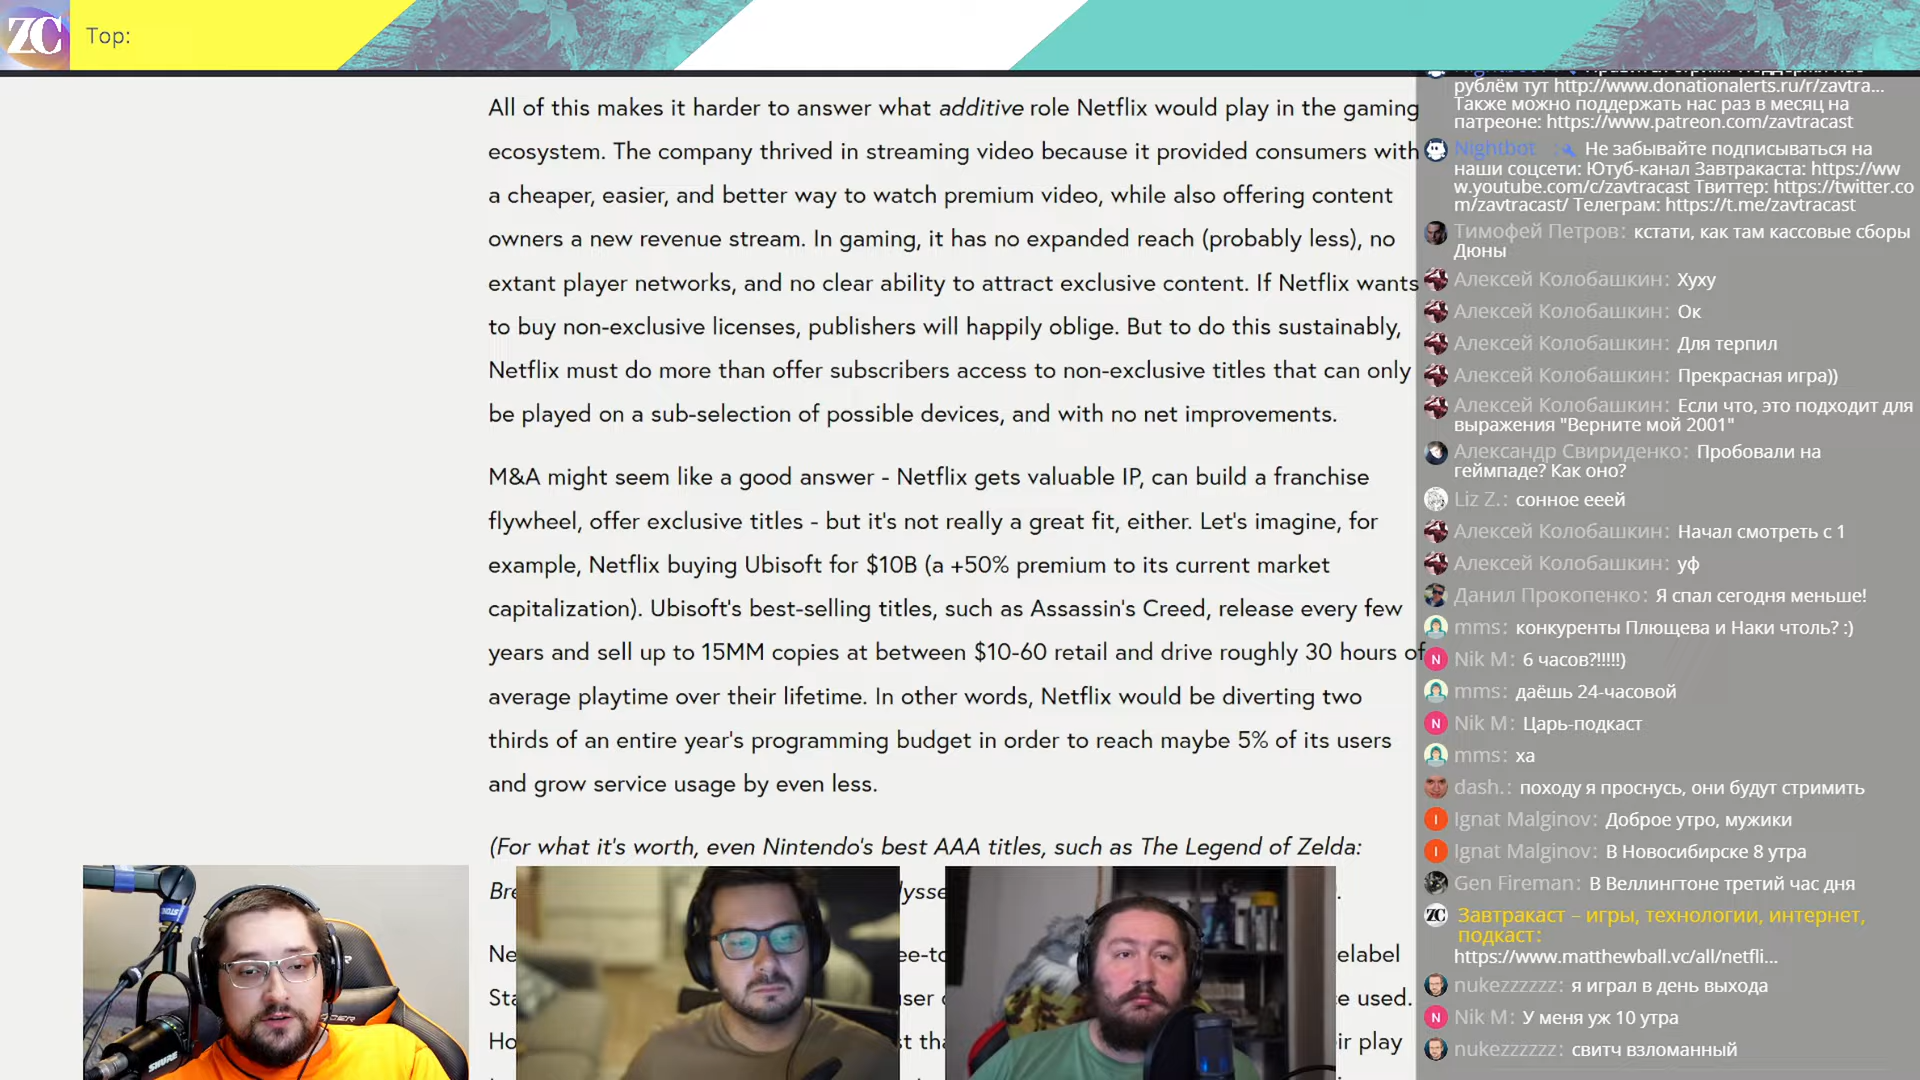 ZC
Top:
All of this makes it harder to answer what additive role Netflix would play in the gaming
ecosystem. The company thrived in streaming video because it provided consumers with
a cheaper, easier, and better way to watch premium video, while also offering content
owners a new revenue stream. In gaming, it has no expanded reach (probably less), no
extant player networks, and no clear ability to attract exclusive content. If Netflix wants
to buy non-exclusive licenses, publishers will happily oblige. But to do this sustainably,
Netflix must do more than offer subscribers access to non-exclusive titles that can only
be played on a sub-selection of possible devices, and with no net improvements.
M&A might seem like a good answer - Netflix gets valuable IP, can build a franchise
flywheel, offer exclusive titles - but it's not really a great fit, either. Let's imagine, for
example, Netflix buying Ubisoft for $10B (a +50% premium to its current market
capitalization). Ubisoft's best-selling titles, such as Assassin's Creed, release every few
years and sell up to 15MM copies at between $10-60 retail and drive roughly 30 hours of
average playtime over their lifetime. In other words, Netflix would be diverting two
thirds of an entire year's programming budget in order to reach maybe 5% of its users
and grow service usage by even less.
(For what it's worth, even Nintendo's best AAA titles, such as The Legend of Zelda:
SHURE
рублём тут http://www.donationalerts.ru/r/zavtra...
Также можно поддержать нас раз в месяц на
патреоне: https://www.patreon.com/zavtracast
Nightbot : Не забывайте подписываться на
наши соцсети: Ютуб-канал Завтракаста: https://ww
w.youtube.com/c/zavtracast Твиттер: https://twitter.co
m/zavtracast/ Телеграм: https://t.me/zavtracast
Тимофей Петров: кстати, как там кассовые сборы
Дюны
Алексей Колобашкин: Хуху
Алексей Колобашкин: Ок
Алексей Колобашкин: Для терпил
Алексей Колобашкин: Прекрасная игра))
Алексей Колобашкин: Если что, это подходит для
выражения "Верните мой 2001"
Александр Свириденко: Пробовали на
геймпаде? Как оно?
Liz Z.: сонное ееей
Алексей Колобашкин: Начал смотреть с 1
Алексей Колобашкин: уф
Данил Прокопенко: Я спал сегодня меньше!
mms: конкуренты Плющева и Наки чтоль? :)
N Nik M: 6 часов?!!!!!)
mms: даёшь 24-часовой
N Nik M: Царь-подкаст
mms: ха
dash.: походу я проснусь, они будут стримить
I Ignat Malginov: Доброе утро, мужики
I Ignat Malginov: В Новосибирске 8 утра
Gen Fireman: В Веллингтоне третий час дня
ZC Завтракаст – игры, технологии, интернет,
подкаст:
https://www.matthewball.vc/all/netfli...
nukezzzzzz: я играл в день выхода
N Nik M: У меня уж 10 утра
nukezzzzzz: свитч взломанный